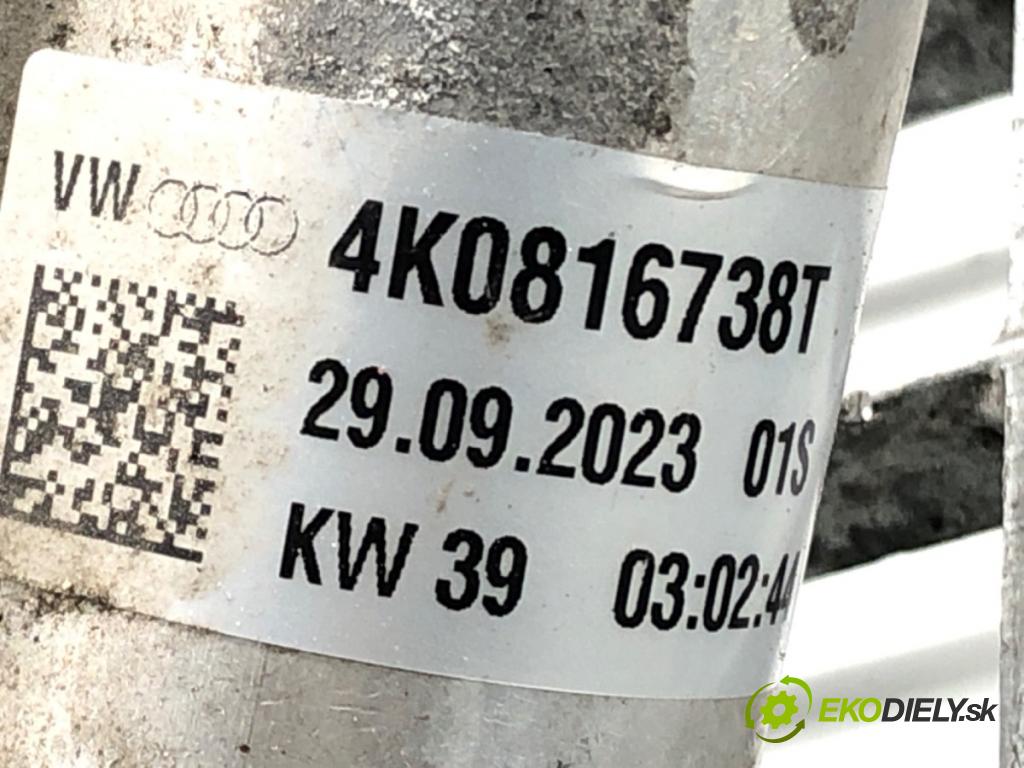 VW 4K0816738T
29.09.2023 01S
KW 39 03:02:44
EKODIELY.sk